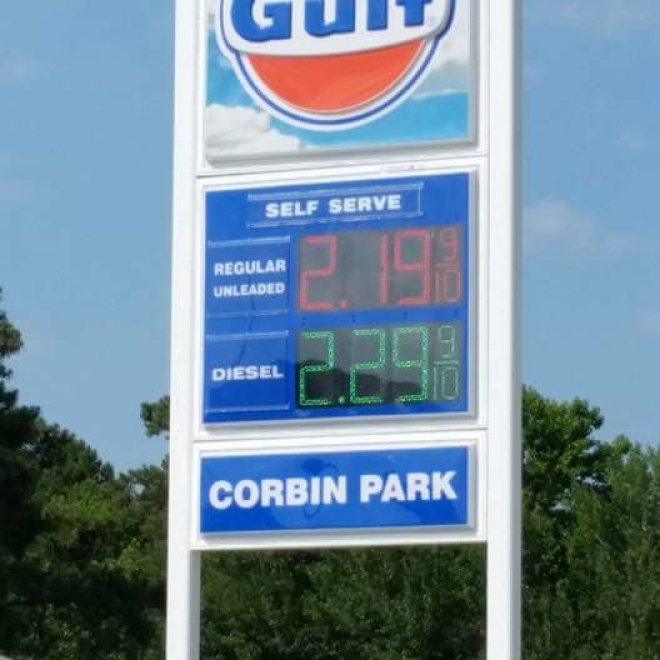 Gulf
SELF SERVE
REGULAR
UNLEADED
2.19 9/10
DIESEL
2.29 9/10
CORBIN PARK